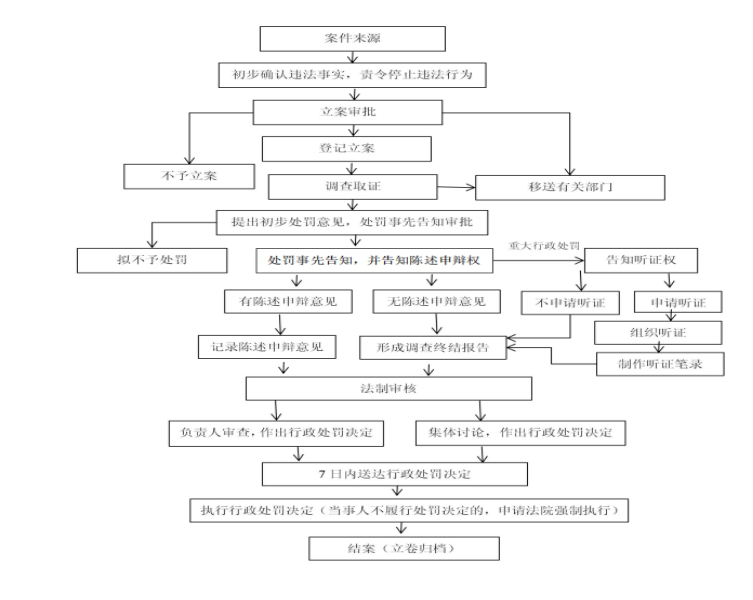 案件来源
初步确认违法事实，责令停止违法行为
立案审批
登记立案
不予立案
调查取证
移送有关部门
提出初步处罚意见，处罚事先告知审批
拟不予处罚
处罚事先告知，并告知陈述申辩权
重大行政处罚
告知听证权
有陈述申辩意见
无陈述申辩意见
不申请听证
申请听证
组织听证
记录陈述申辩意见
形成调查终结报告
制作听证笔录
法制审核
负责人审查，作出行政处罚决定
集体讨论，作出行政处罚决定
7日内送达行政处罚决定
执行行政处罚决定（当事人不履行处罚决定的，申请法院强制执行）
结案（立卷归档）